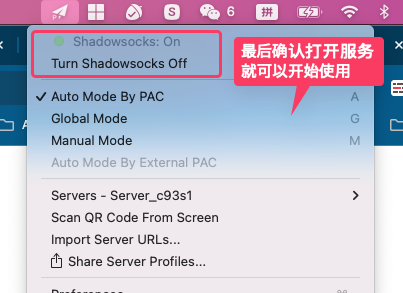 6
拼
Shadowsocks: On
Turn Shadowsocks Off
最后确认打开服务
就可以开始使用
Auto Mode By PAC A
Global Mode G
Manual Mode M
Auto Mode By External PAC
Servers - Server_c93s1
Scan QR Code From Screen
Import Server URLs...
Share Server Profiles...